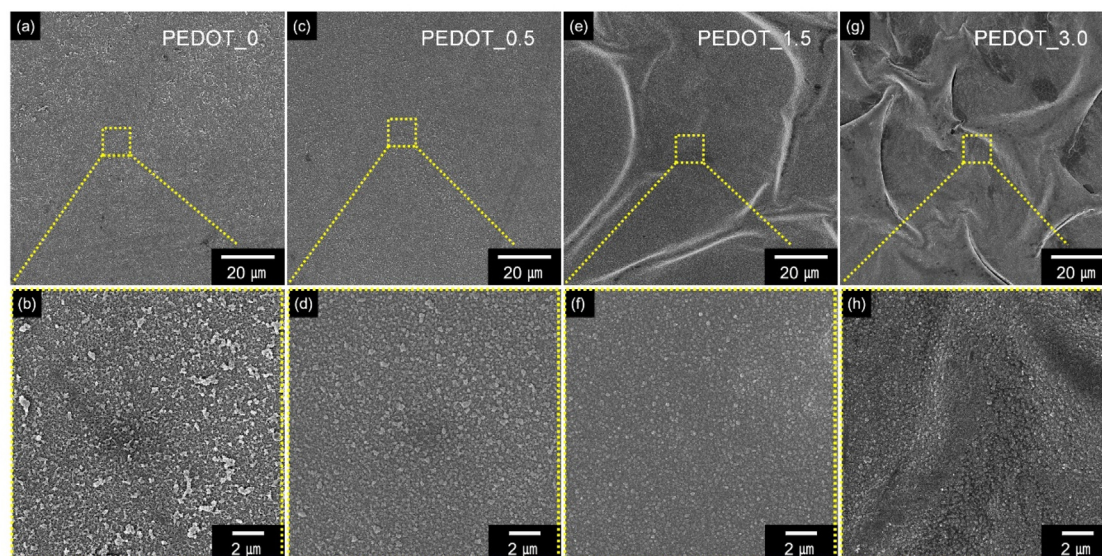 (a) PEDOT_0
(c) PEDOT_0.5
(e) PEDOT_1.5
(g) PEDOT_3.0
20 μm
20 μm
20 μm
20 μm
(b)
(d)
(f)
(h)
2 μm
2 μm
2 μm
2 μm